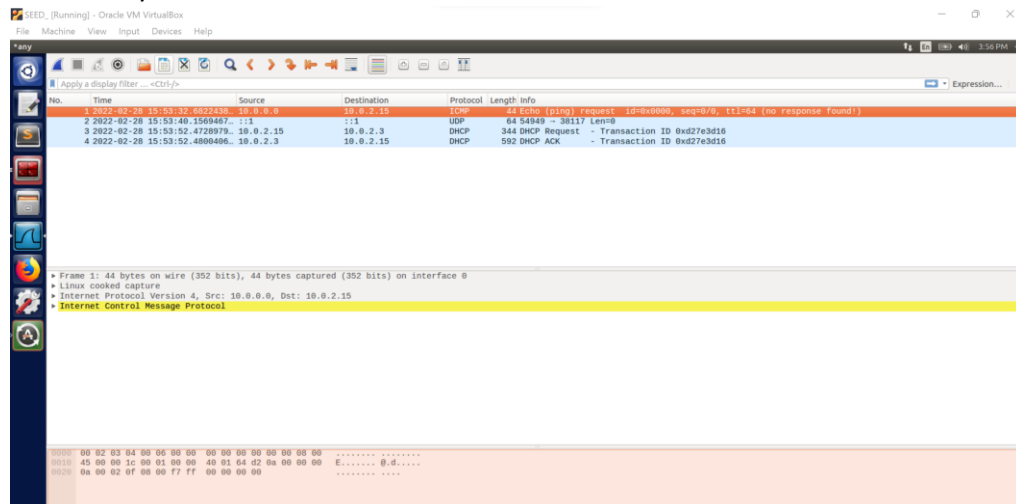 SEED_ [Running] - Oracle VM VirtualBox
File Machine View Input Devices Help
*any
En 3:56 PM
Apply a display filter ... <Ctrl-/>
Expression...
No. Time Source Destination Protocol Length Info
1 2022-02-28 15:53:32.6822438… 10.0.0.0 10.0.2.15 ICMP 44 Echo (ping) request id=0x0000, seq=0/0, ttl=64 (no response found!)
2 2022-02-28 15:53:40.1569467… ::1 ::1 UDP 64 54949 → 38117 Len=0
3 2022-02-28 15:53:52.4728979… 10.0.2.15 10.0.2.3 DHCP 344 DHCP Request - Transaction ID 0xd27e3d16
4 2022-02-28 15:53:52.4800406… 10.0.2.3 10.0.2.15 DHCP 592 DHCP ACK - Transaction ID 0xd27e3d16
Frame 1: 44 bytes on wire (352 bits), 44 bytes captured (352 bits) on interface 0
Linux cooked capture
Internet Protocol Version 4, Src: 10.0.0.0, Dst: 10.0.2.15
Internet Control Message Protocol
0000 00 02 03 04 00 06 00 00 00 00 00 00 00 00 08 00 ........ ........
0010 45 00 00 1c 00 01 00 00 40 01 64 d2 0a 00 00 00 E....... @.d.....
0020 0a 00 02 0f 08 00 f7 ff 00 00 00 00 ........ ....